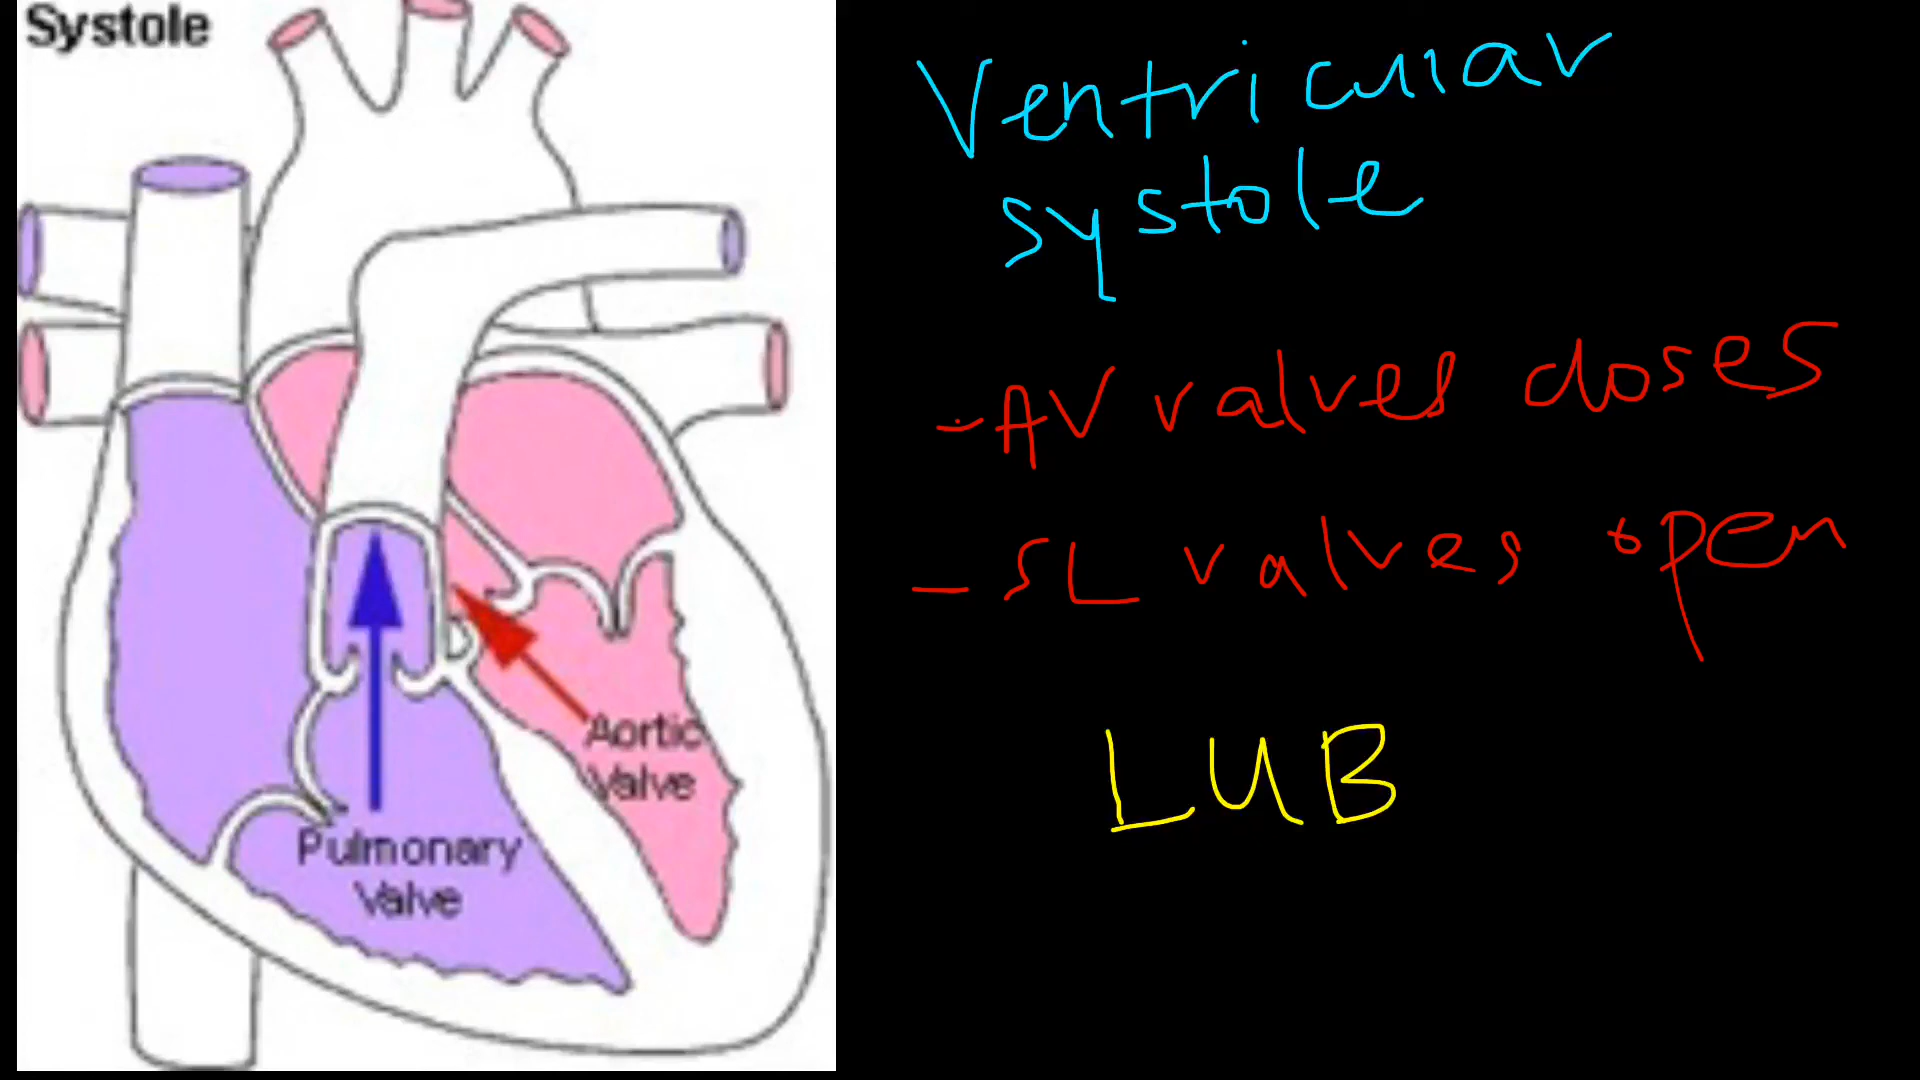 Systole
Aortic
Valve
Pulmonary
Valve
Ventricular
systole
- AV valves closes
- SL valves open
LUB